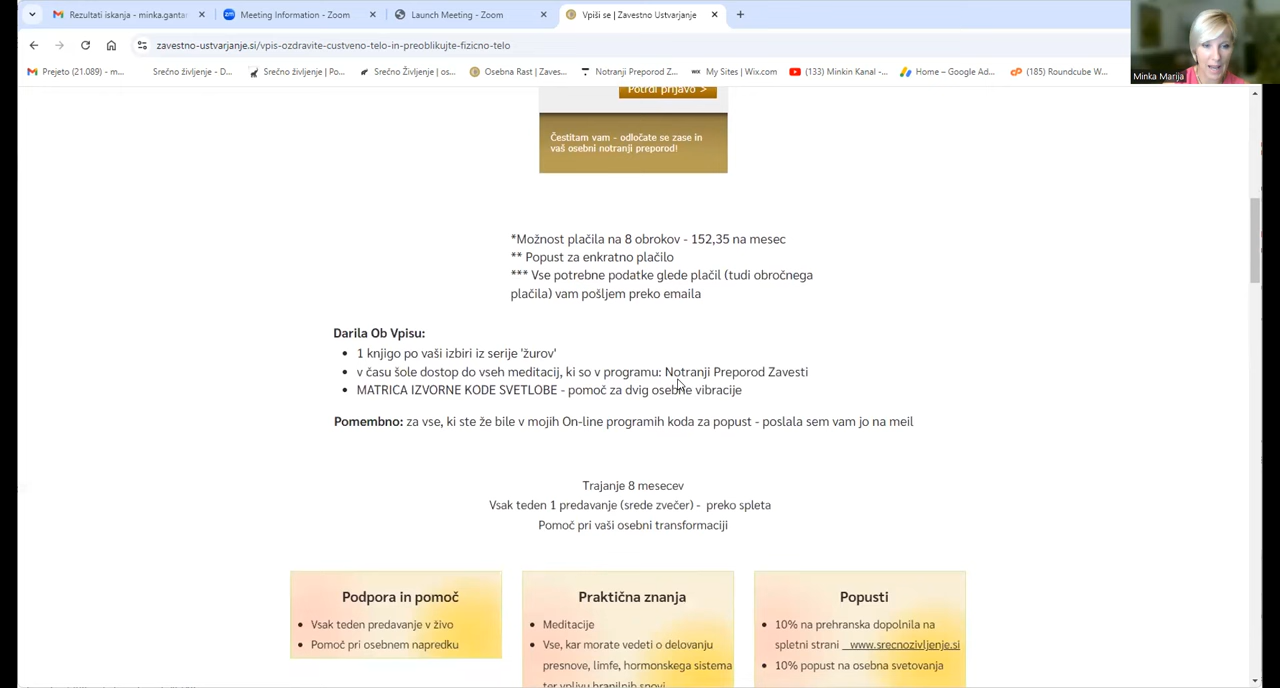 Rezultati iskanja - minka.gantar
Meeting Information - Zoom
Launch Meeting - Zoom
Vpiši se | Zavestno Ustvarjanje
zavestno-ustvarjanje.si/vpis-ozdravite-custveno-telo-in-preoblikujte-fizicno-telo
Minka Marija
Prejeto (21.089) - m...
Srečno življenje - D...
Srečno življenje | Po...
Srečno Življenje | os...
Osebna Rast | Zaves...
Notranji Preporod Z...
My Sites | Wix.com
(133) Minkin Kanal -...
Home – Google Ad...
(185) Roundcube W...
Potrdi prijavo >
Čestitam vam - odločate se zase in
vaš osebni notranji preporod!
*Možnost plačila na 8 obrokov - 152,35 na mesec
** Popust za enkratno plačilo
*** Vse potrebne podatke glede plačil (tudi obročnega
plačila) vam pošljem preko emaila
Darila Ob Vpisu:
1 knjigo po vaši izbiri iz serije 'žurov'
v času šole dostop do vseh meditacij, ki so v programu: Notranji Preporod Zavesti
MATRICA IZVORNE KODE SVETLOBE - pomoč za dvig osebne vibracije
Pomembno: za vse, ki ste že bile v mojih On-line programih koda za popust - poslala sem vam jo na meil
Trajanje 8 mesecev
Vsak teden 1 predavanje (srede zvečer) - preko spleta
Pomoč pri vaši osebni transformaciji
Podpora in pomoč
Vsak teden predavanje v živo
Pomoč pri osebnem napredku
Praktična znanja
Meditacije
Vse, kar morate vedeti o delovanju
presnove, limfe, hormonskega sistema
ter vplivu hranilnih snovi
Popusti
10% na prehranska dopolnila na
spletni strani www.srecnozivljenje.si
10% popust na osebna svetovanja